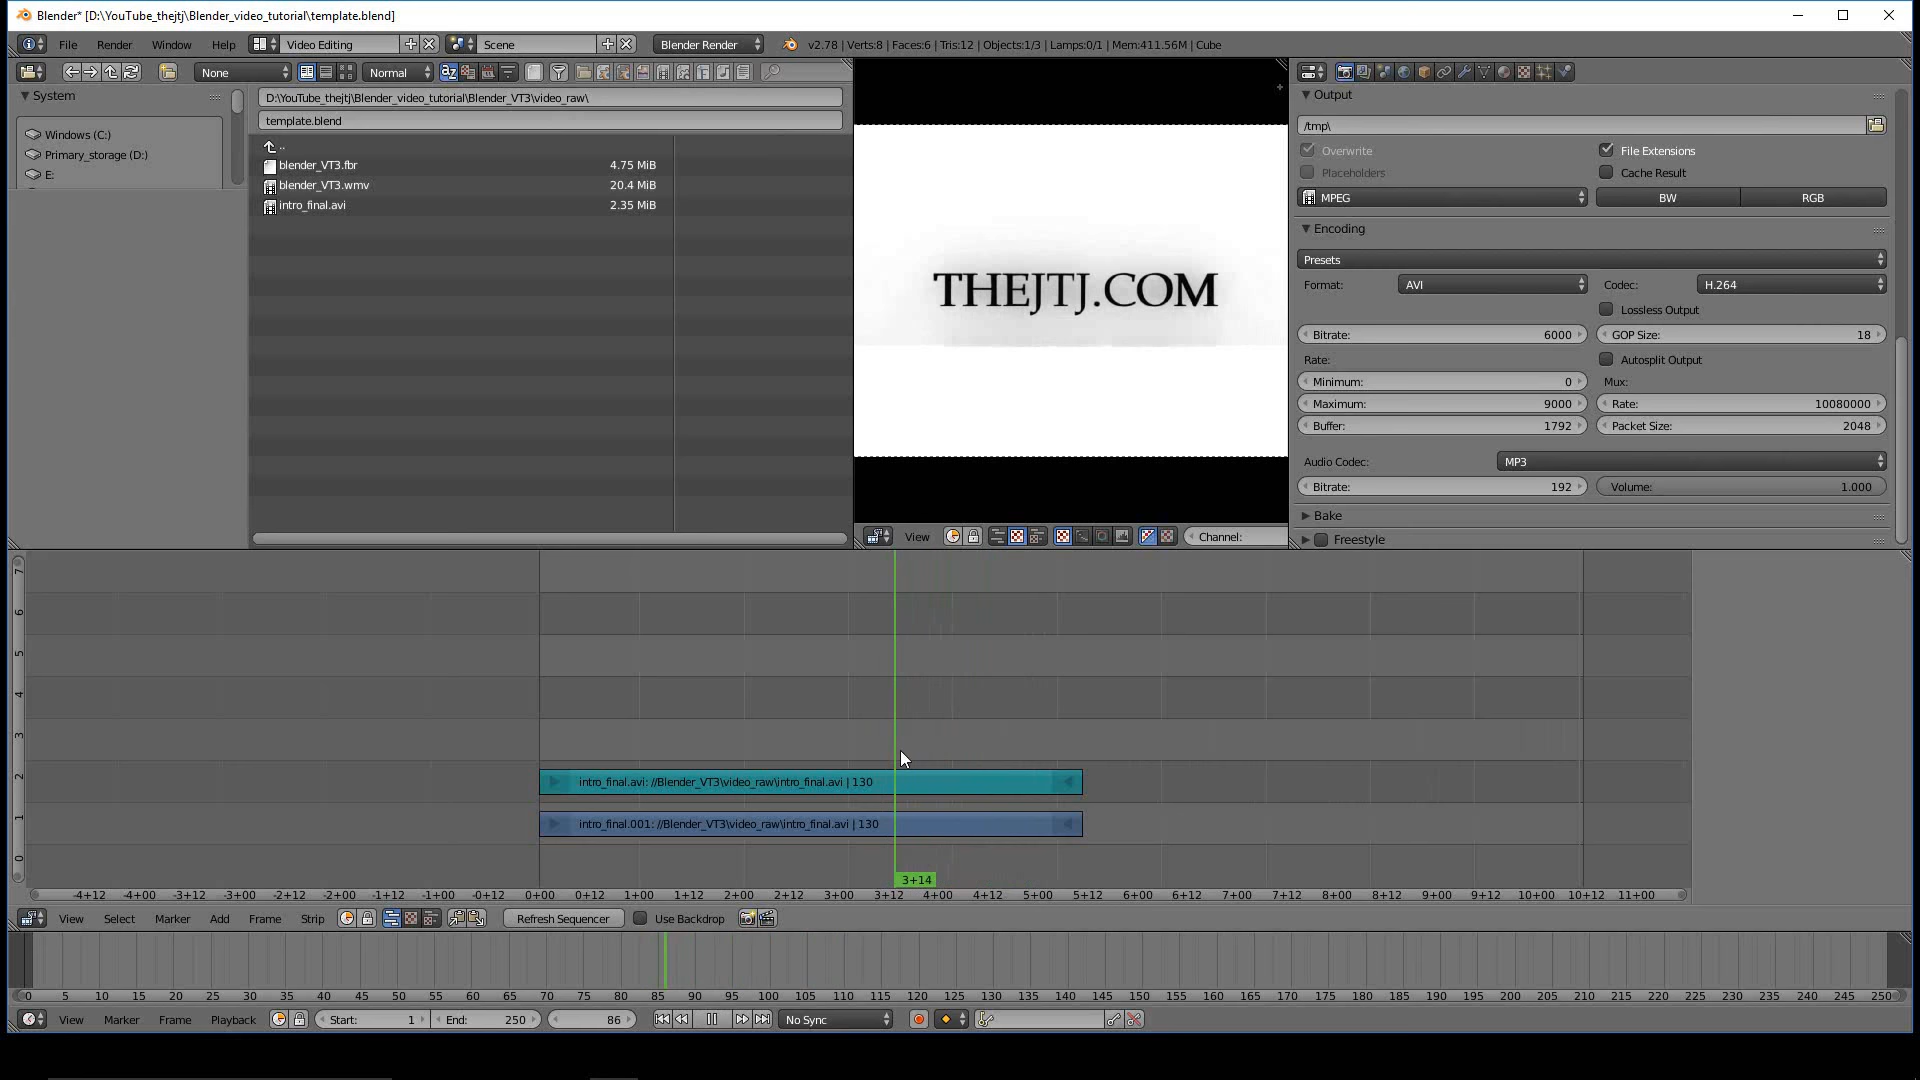 Blender* [D:\YouTube_thejtj\Blender_video_tutorial\template.blend]
File Render Window Help Video Editing Scene Blender Render v2.78 | Verts:8 | Faces:6 | Tris:12 | Objects:1/3 | Lamps:0/1 | Mem:411.56M | Cube
None Normal
System
Windows (C:)
Primary_storage (D:)
E:
D:\YouTube_thejtj\Blender_video_tutorial\Blender_VT3\video_raw\
template.blend
..
blender_VT3.fbr 4.75 MiB
blender_VT3.wmv 20.4 MiB
intro_final.avi 2.35 MiB
THEJTJ.COM
View Channel:
Output
/tmp\
Overwrite File Extensions
Placeholders Cache Result
MPEG BW RGB
Encoding
Presets
Format: AVI Codec: H.264
Lossless Output
Bitrate: 6000 GOP Size: 18
Rate: Autosplit Output
Minimum: 0 Mux:
Maximum: 9000 Rate: 10080000
Buffer: 1792 Packet Size: 2048
Audio Codec: MP3
Bitrate: 192 Volume: 1.000
Bake
Freestyle
7
6
5
4
3
2
1
0
intro_final.avi: //Blender_VT3\video_raw\intro_final.avi | 130
intro_final.001: //Blender_VT3\video_raw\intro_final.avi | 130
3+14
-4+12 -4+00 -3+12 -3+00 -2+12 -2+00 -1+12 -1+00 -0+12 0+00 0+12 1+00 1+12 2+00 2+12 3+00 3+12 4+00 4+12 5+00 5+12 6+00 6+12 7+00 7+12 8+00 8+12 9+00 9+12 10+00 10+12 11+00
View Select Marker Add Frame Strip Refresh Sequencer Use Backdrop
0 5 10 15 20 25 30 35 40 45 50 55 60 65 70 75 80 85 90 95 100 105 110 115 120 125 130 135 140 145 150 155 160 165 170 175 180 185 190 195 200 205 210 215 220 225 230 235 240 245 250
View Marker Frame Playback Start: 1 End: 250 86 No Sync